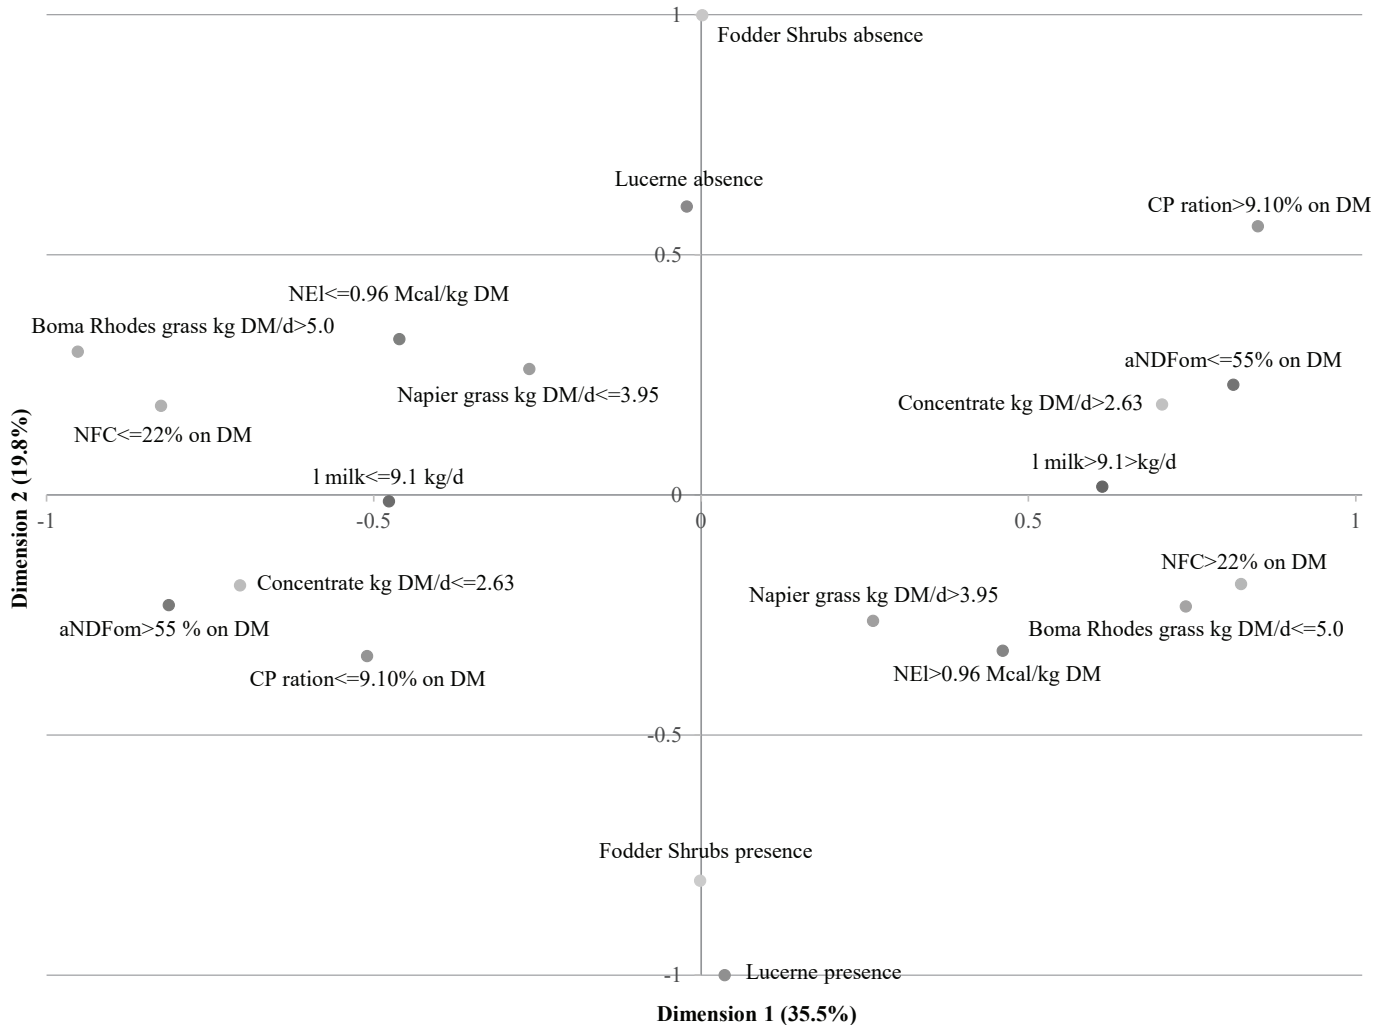 1
Fodder Shrubs absence
Lucerne absence
CP ration>9.10% on DM
0.5
NEl<=0.96 Mcal/kg DM
Boma Rhodes grass kg DM/d>5.0
aNDFom<=55% on DM
Napier grass kg DM/d<=3.95
Concentrate kg DM/d>2.63
NFC<=22% on DM
l milk>9.1>kg/d
l milk<=9.1 kg/d
0
-1
-0.5
0
0.5
1
Dimension 2 (19.8%)
NFC>22% on DM
Concentrate kg DM/d<=2.63
Napier grass kg DM/d>3.95
aNDFom>55 % on DM
Boma Rhodes grass kg DM/d<=5.0
NEl>0.96 Mcal/kg DM
CP ration<=9.10% on DM
-0.5
Fodder Shrubs presence
-1
Lucerne presence
Dimension 1 (35.5%)